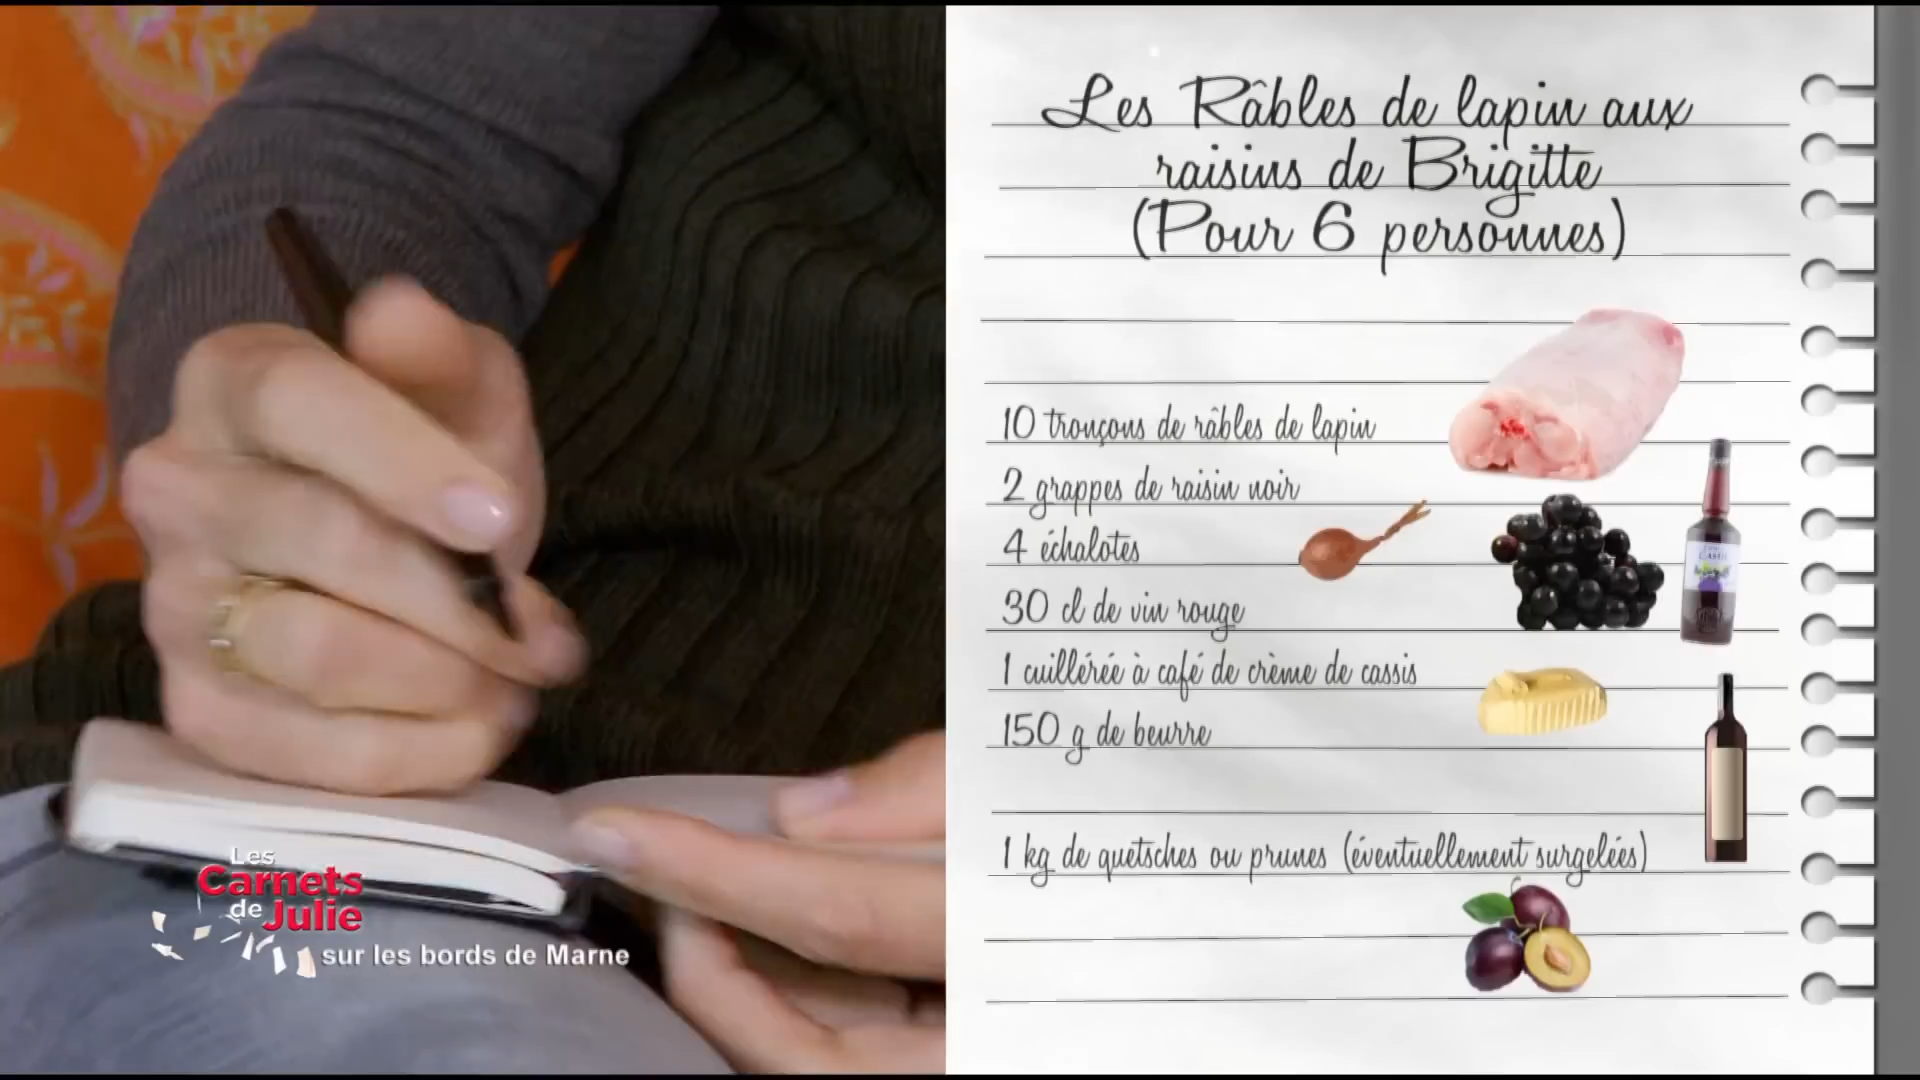 Les Râbles de lapin aux
raisins de Brigitte
(Pour 6 personnes)
10 tronçons de râbles de lapin
2 grappes de raisin noir
4 échalotes
30 cl de vin rouge
1 cuillérée à café de crème de cassis
150 g de beurre
1 kg de quetsches ou prunes (éventuellement surgelées)
Les
Carnets
de Julie
sur les bords de Marne